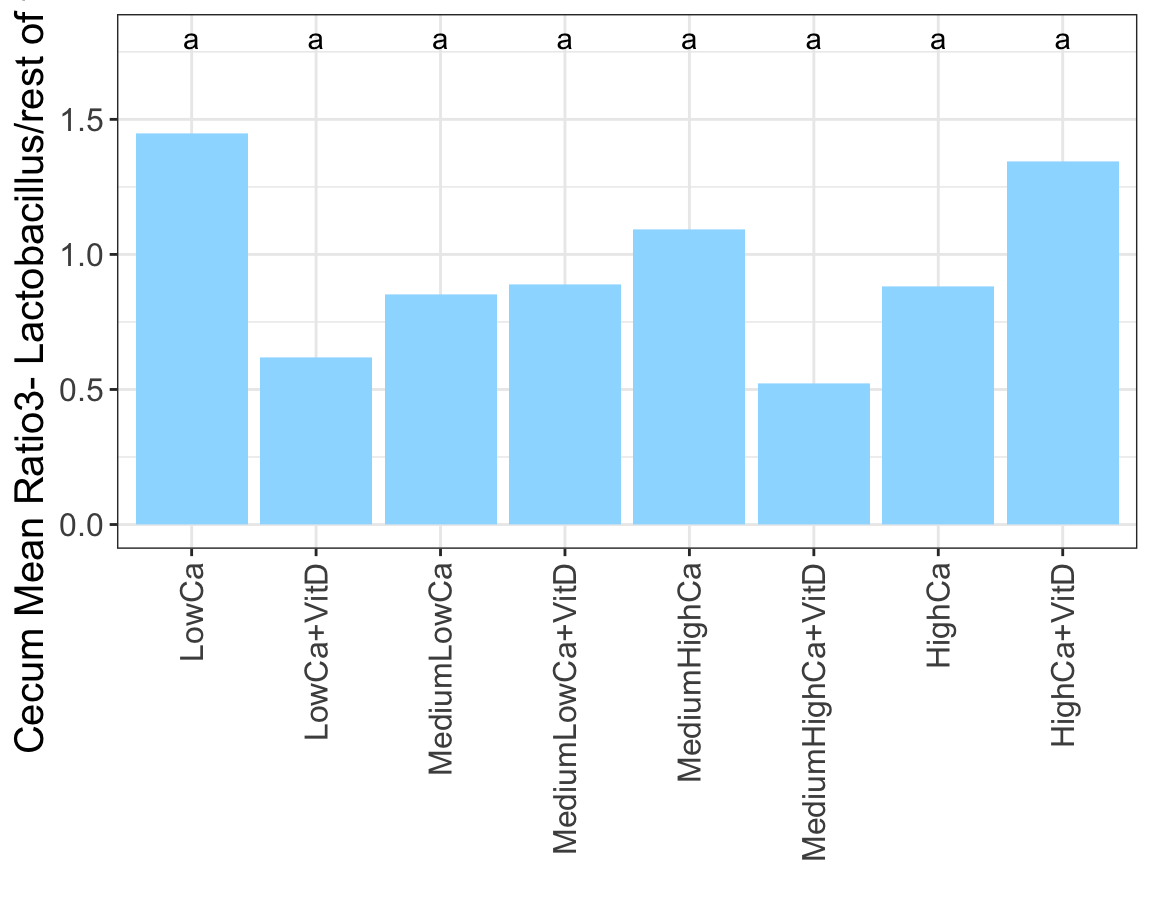 Cecum Mean Ratio3- Lactobacillus/rest of
a a a a a a a a
1.5
1.0
0.5
0.0
LowCa
LowCa+VitD
MediumLowCa
MediumLowCa+VitD
MediumHighCa
MediumHighCa+VitD
HighCa
HighCa+VitD